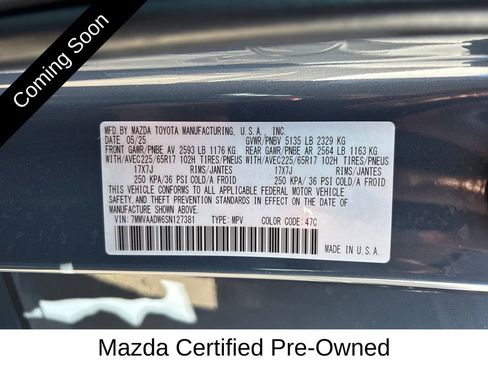 Coming Soon
MFD. BY MAZDA TOYOTA MANUFACTURING, U.S.A., INC.
DATE 05/25 GVWR/PNBV 5135 LB 2329 KG
FRONT GAWR/PNBE AV 2593 LB 1176 KG REAR GAWR/PNBE AR 2564 LB 1163 KG
WITH/AVEC225/65R17 102H TIRES/PNEUS WITH/AVEC225/65R17 102H TIRES/PNEUS
17X7J RIMS/JANTES 17X7J RIMS/JANTES
250 KPA/ 36 PSI COLD/A FROID 250 KPA/ 36 PSI COLD/A FROID
THIS VEHICLE CONFORMS TO ALL APPLICABLE FEDERAL MOTOR VEHICLE
SAFETY, AND THEFT PREVENTION STANDARDS IN EFFECT ON THE DATE OF
MANUFACTURE SHOWN ABOVE.
VIN: 7MMVAADW6SN127381 TYPE: MPV COLOR CODE: 47C
MADE IN U.S.A.
MADE IN U.S.A.
Mazda Certified Pre-Owned